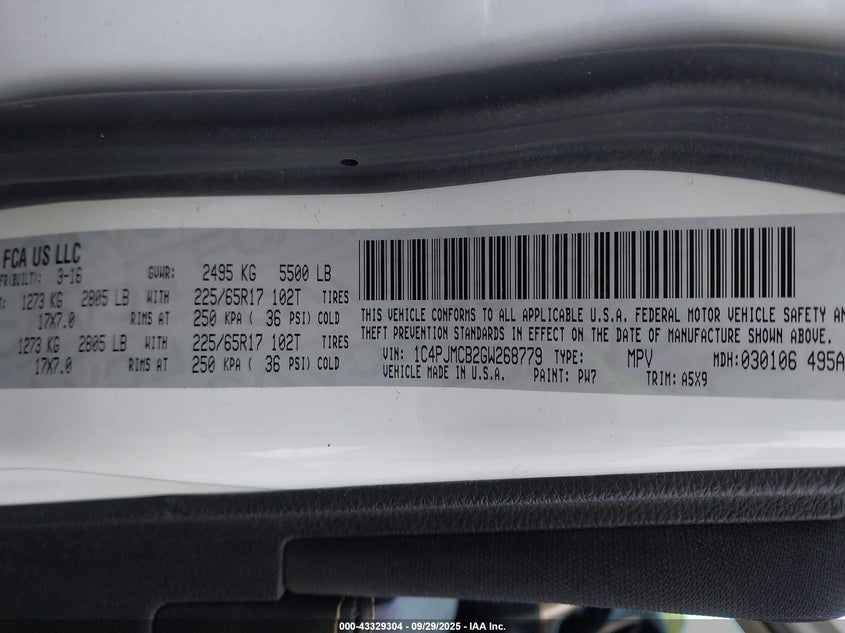 FCA US LLC
FR(BUILT): 3-16 GVWR: 2495 KG 5500 LB
T: 1273 KG 2805 LB WITH 225/65R17 102T TIRES
17X7.0 RIMS AT 250 KPA ( 36 PSI) COLD
1273 KG 2805 LB WITH 225/65R17 102T TIRES
17X7.0 RIMS AT 250 KPA ( 36 PSI) COLD
THIS VEHICLE CONFORMS TO ALL APPLICABLE U.S.A. FEDERAL MOTOR VEHICLE SAFETY AN
THEFT PREVENTION STANDARDS IN EFFECT ON THE DATE OF MANUFACTURE SHOWN ABOVE.
VIN: 1C4PJMCB2GW268779 TYPE: MPV MDH:030106 495A
VEHICLE MADE IN U.S.A. PAINT: PW7 TRIM: A5X9
000-43329304 - 09/29/2025 - IAA Inc.